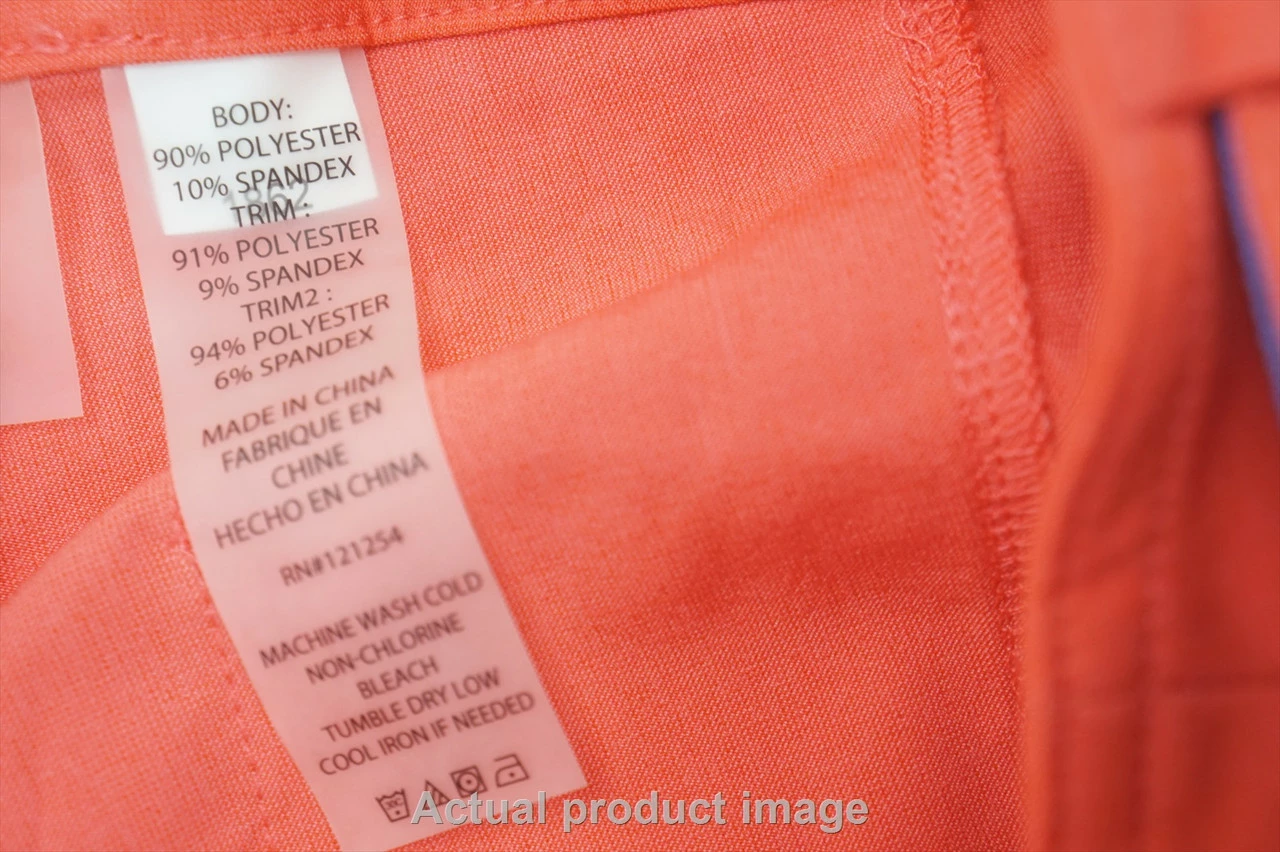 BODY:
90% POLYESTER
10% SPANDEX
1862
TRIM :
91% POLYESTER
9% SPANDEX
TRIM2 :
94% POLYESTER
6% SPANDEX
MADE IN CHINA
FABRIQUE EN
CHINE
HECHO EN CHINA
RN#121254
MACHINE WASH COLD
NON-CHLORINE
BLEACH
TUMBLE DRY LOW
COOL IRON IF NEEDED
Actual product image